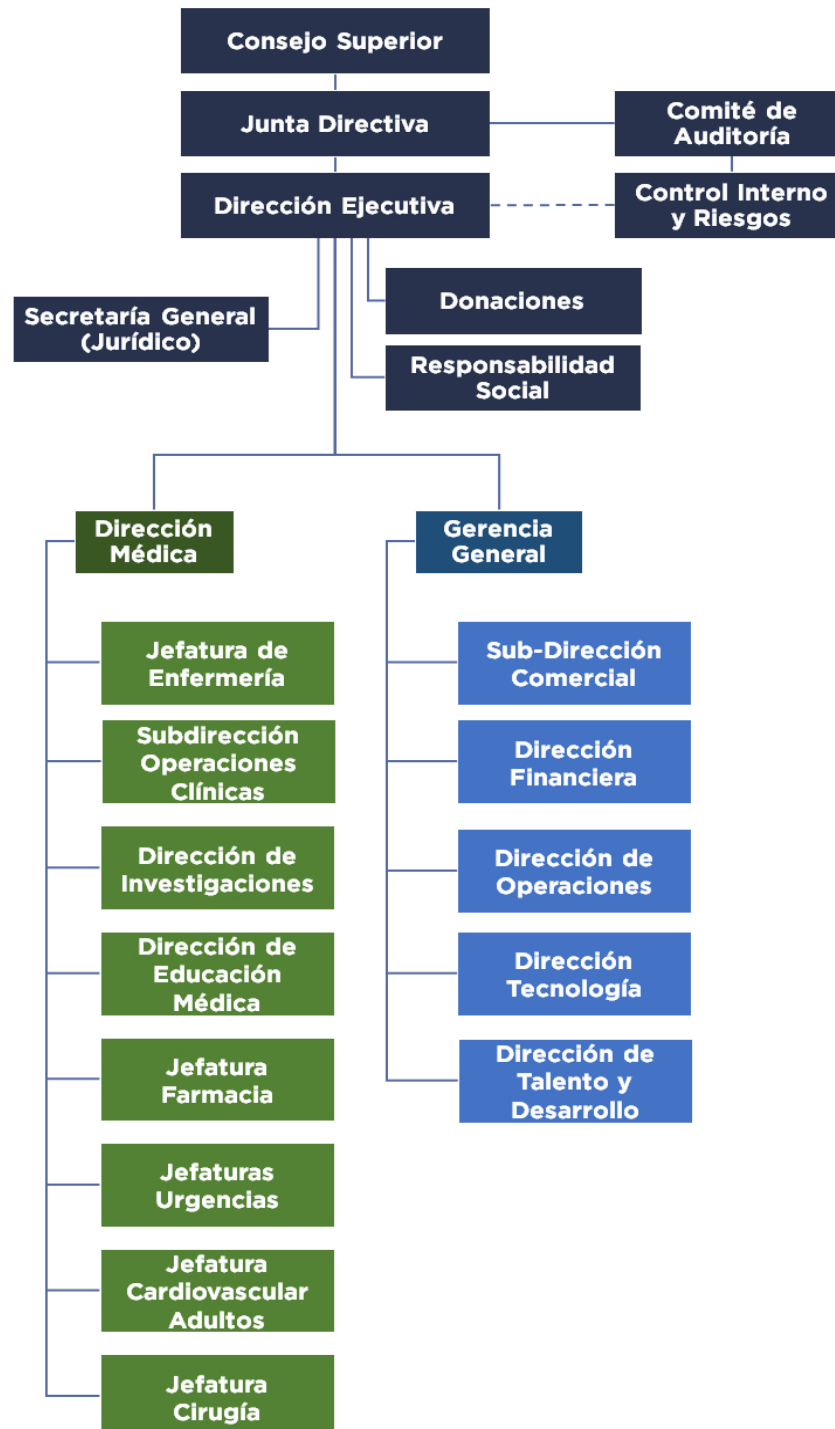 Consejo Superior
Junta Directiva
Comité de
Auditoría
Dirección Ejecutiva
Control Interno
y Riesgos
Secretaría General
(Jurídico)
Donaciones
Responsabilidad
Social
Dirección
Médica
Jefatura de
Enfermería
Subdirección
Operaciones
Clínicas
Dirección de
Investigaciones
Dirección de
Educación
Médica
Jefatura
Farmacia
Jefaturas
Urgencias
Jefatura
Cardiovascular
Adultos
Jefatura
Cirugía
Gerencia
General
Sub-Dirección
Comercial
Dirección
Financiera
Dirección de
Operaciones
Dirección
Tecnología
Dirección de
Talento y
Desarrollo